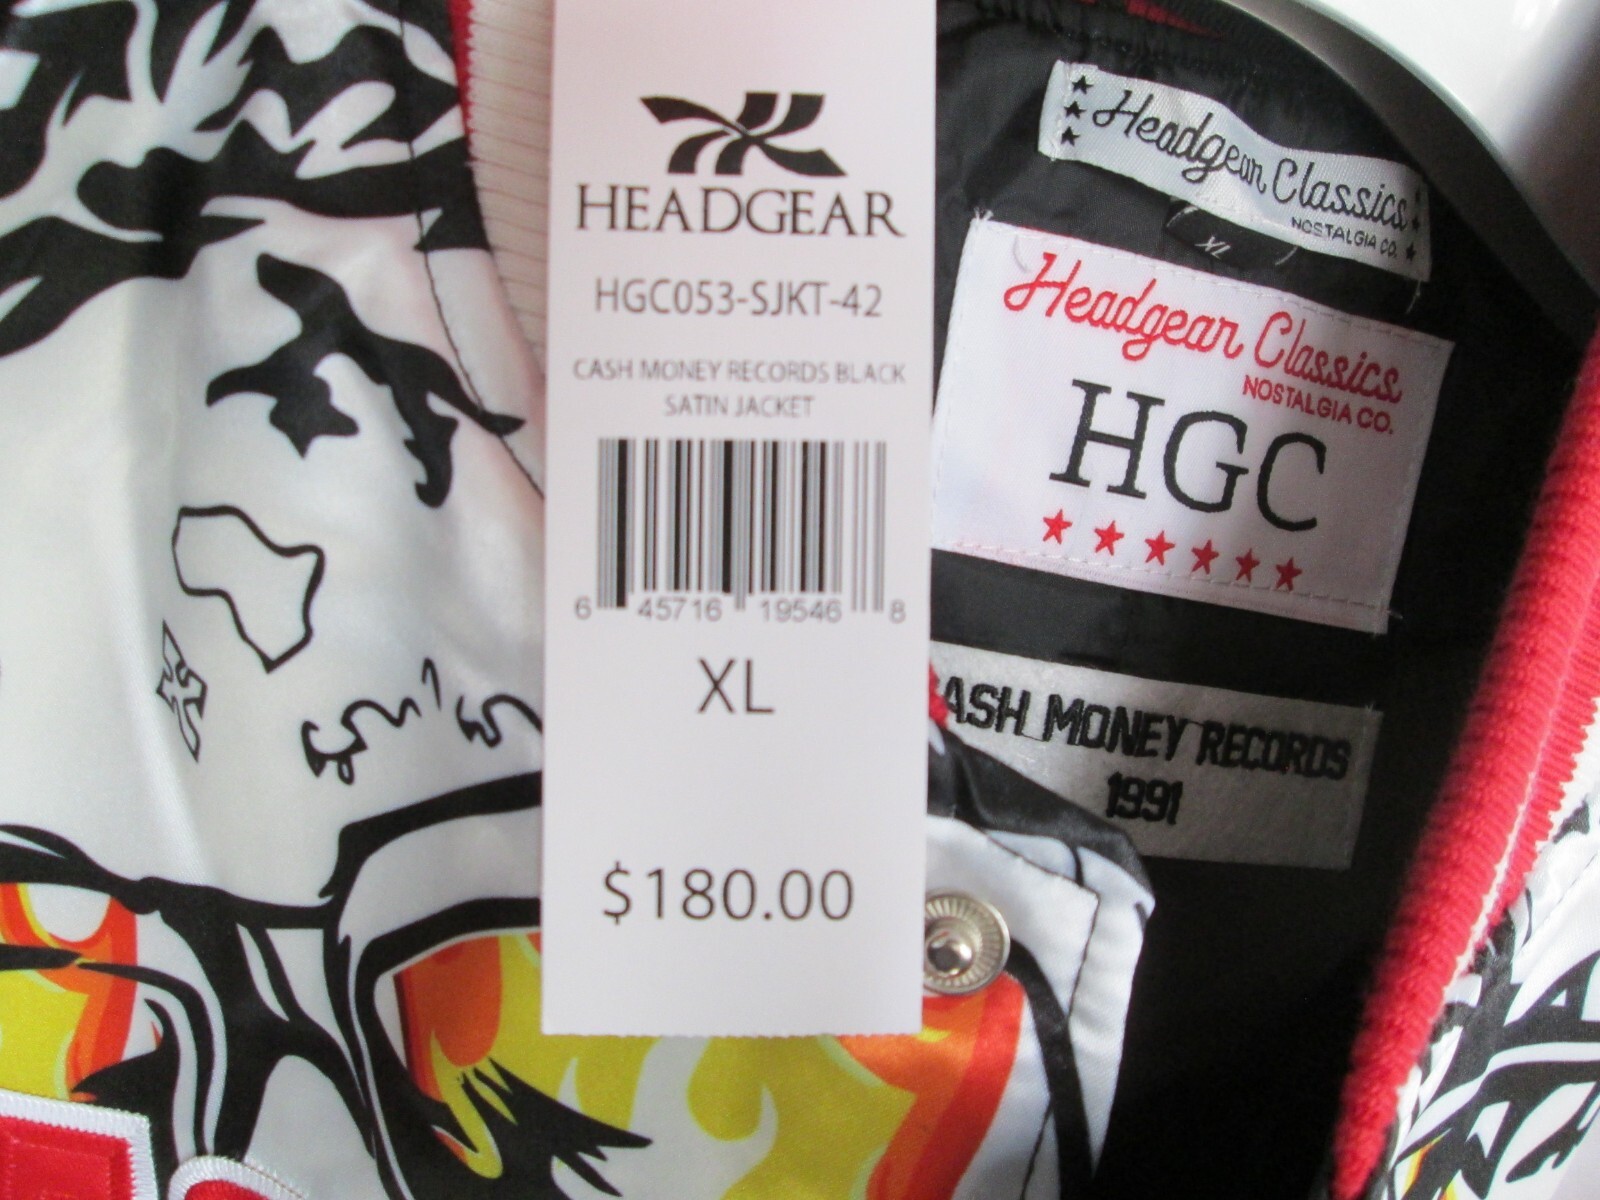 HEADGEAR
HGC053-SJKT-42
CASH MONEY RECORDS BLACK
SATIN JACKET
6 45716 19546 8
XL
$180.00
Headgear Classics
NOSTALGIA CO.
XL
Headgear Classics
NOSTALGIA CO.
HGC
ASH MONEY RECORDS
1991